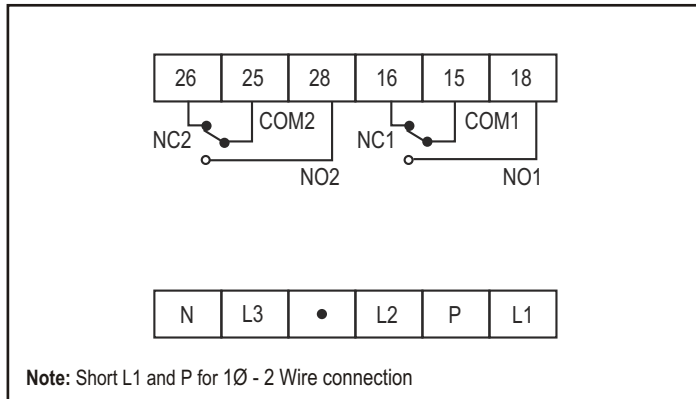 26 25 28 16 15 18
COM2 COM1
NC2 NC1
NO2 NO1
N L3 • L2 P L1
Note: Short L1 and P for 1Ø - 2 Wire connection